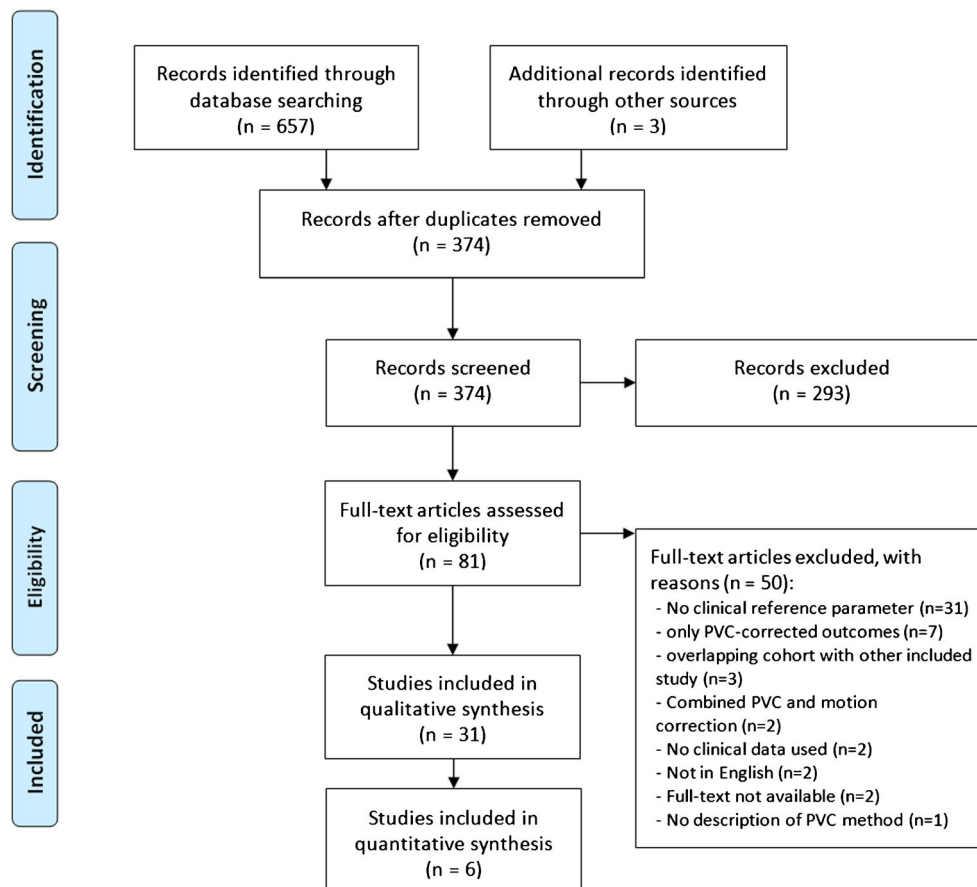 Identification
Records identified through
database searching
(n = 657)
Additional records identified
through other sources
(n = 3)
Records after duplicates removed
(n = 374)
Screening
Records screened
(n = 374)
Records excluded
(n = 293)
Eligibility
Full-text articles assessed
for eligibility
(n = 81)
Full-text articles excluded, with
reasons (n = 50):
- No clinical reference parameter (n=31)
- only PVC-corrected outcomes (n=7)
- overlapping cohort with other included
study (n=3)
- Combined PVC and motion
correction (n=2)
- No clinical data used (n=2)
- Not in English (n=2)
- Full-text not available (n=2)
- No description of PVC method (n=1)
Included
Studies included in
qualitative synthesis
(n = 31)
Studies included in
quantitative synthesis
(n = 6)